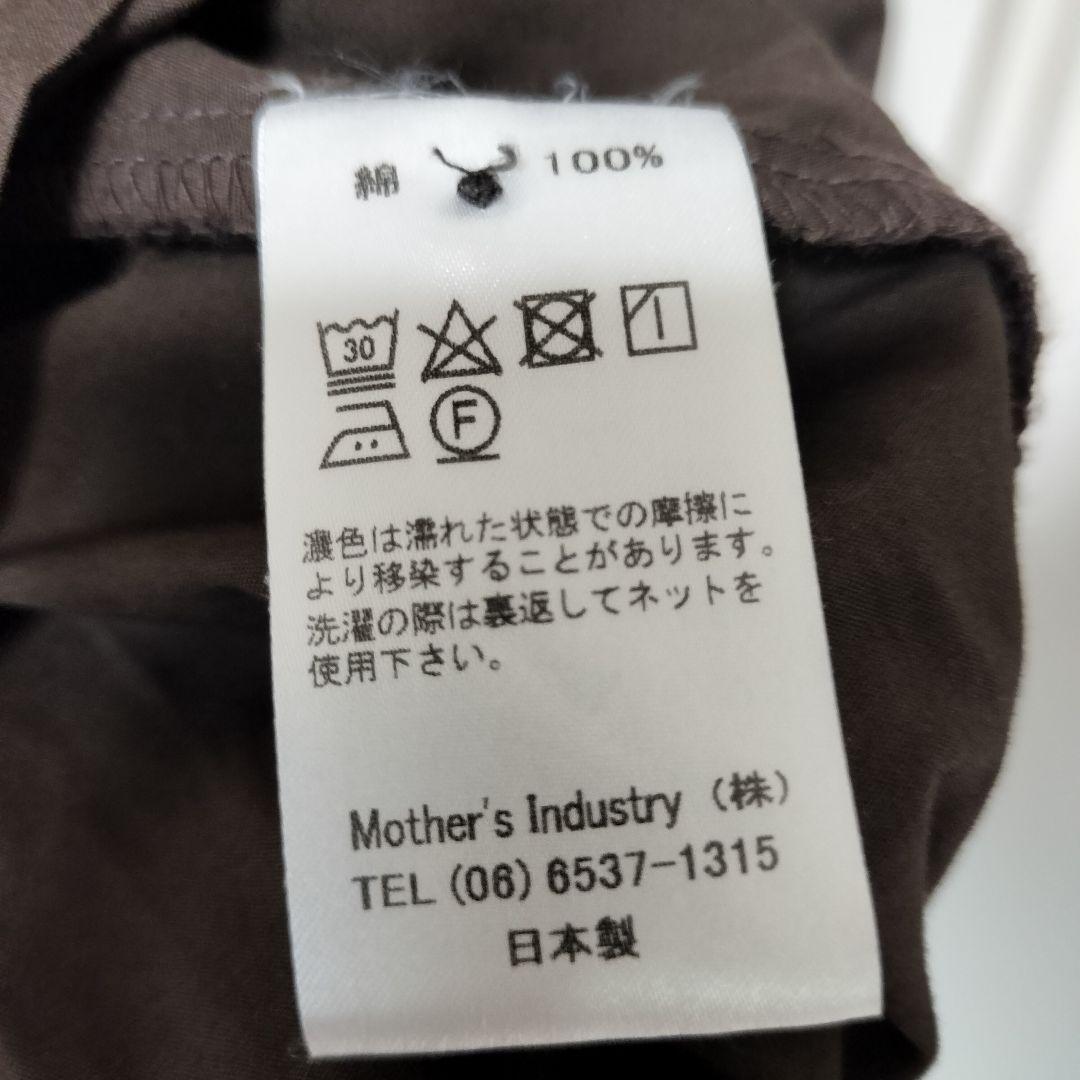 綿 100%
30
F
濃色は濡れた状態での摩擦に
より移染することがあります。
洗濯の際は裏返してネットを
使用下さい。
Mother's Industry (株)
TEL (06) 6537-1315
日本製